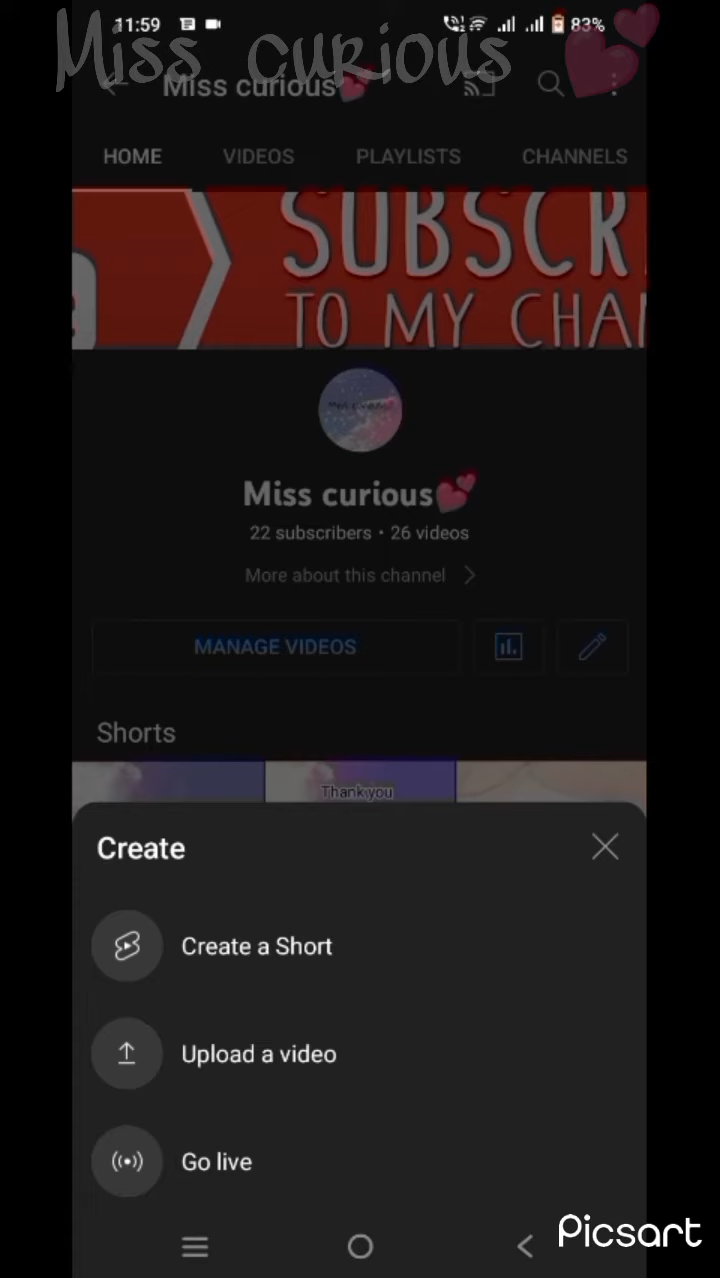 11:59 83%
Miss curious 💕
Miss curious💕
HOME VIDEOS PLAYLISTS CHANNELS
SUBSCR
TO MY CHA
Miss curious💕
22 subscribers • 26 videos
More about this channel
MANAGE VIDEOS
Shorts
Thank you
Create
Create a Short
Upload a video
Go live
Picsart